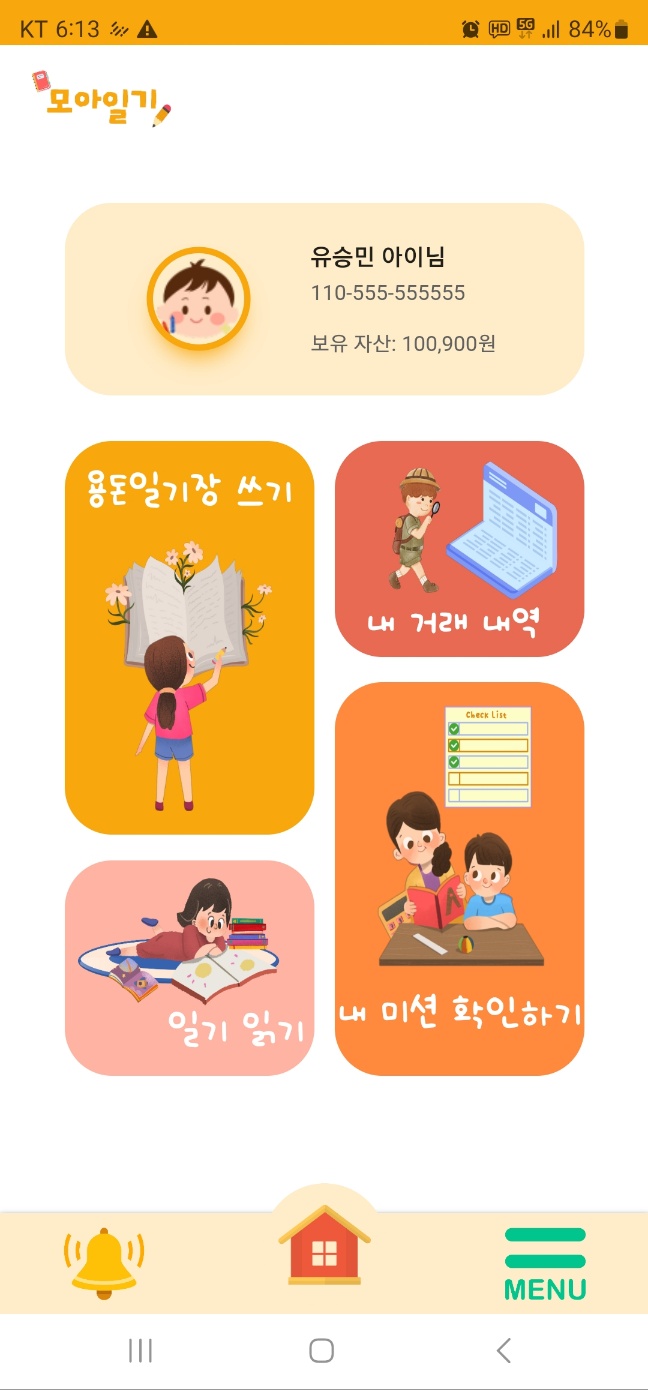 KT 6:13
HD 5G 84%
모아일기
유승민 아이님
110-555-555555
보유 자산: 100,900원
용돈일기장 쓰기
내 거래 내역
Check List
A
내 미션 확인하기
일기 읽기
MENU